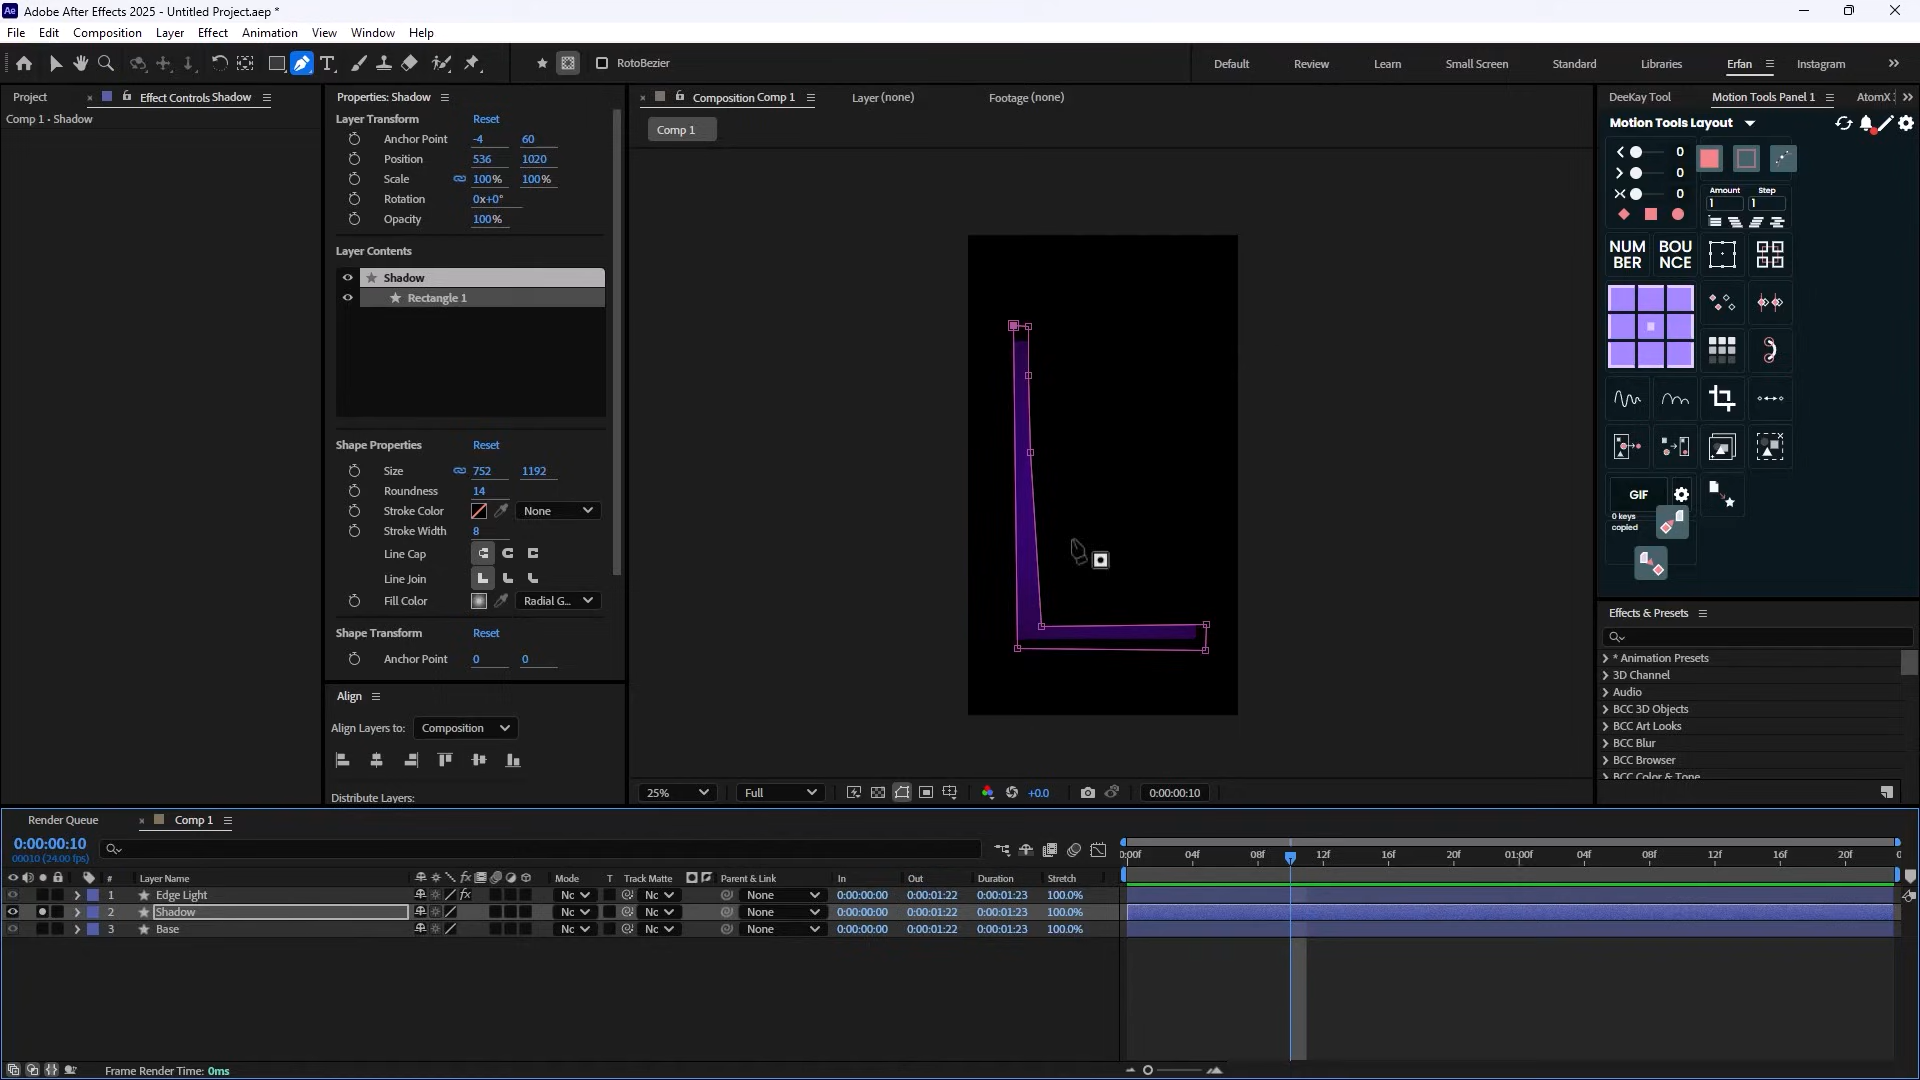 Ae Adobe After Effects 2025 - Untitled Project.aep *
File Edit Composition Layer Effect Animation View Window Help
RotoBezier
Default Review Learn Small Screen Standard Libraries Erfan Instagram
Project Effect Controls Shadow
Comp 1 • Shadow
Properties: Shadow
Layer Transform Reset
Anchor Point -4 60
Position 536 1020
Scale 100% 100%
Rotation 0x+0°
Opacity 100%
Layer Contents
Shadow
Rectangle 1
Shape Properties Reset
Size 752 1192
Roundness 14
Stroke Color None
Stroke Width 8
Line Cap
Line Join
Fill Color Radial G...
Shape Transform Reset
Anchor Point 0 0
Align
Align Layers to: Composition
Distribute Layers:
Composition Comp 1 Layer (none) Footage (none)
Comp 1
25% Full +0.0 0:00:00:10
DeeKay Tool Motion Tools Panel 1 AtomX
Motion Tools Layout
0
0
0
Amount Step
1 1
NUM
BER
BOU
NCE
GIF
0 keys
copied
Effects & Presets
* Animation Presets
3D Channel
Audio
BCC 3D Objects
BCC Art Looks
BCC Blur
BCC Browser
BCC Color & Tone
Render Queue Comp 1
0:00:00:10
00010 (24.00 fps)
0:00f 04f 08f 12f 16f 20f 01:00f 04f 08f 12f 16f 20f
# Layer Name fx Mode T Track Matte Parent & Link In Out Duration Stretch
1 Edge Light fx Nc Nc None 0:00:00:00 0:00:01:22 0:00:01:23 100.0%
2 Shadow Nc Nc None 0:00:00:00 0:00:01:22 0:00:01:23 100.0%
3 Base Nc Nc None 0:00:00:00 0:00:01:22 0:00:01:23 100.0%
Frame Render Time: 0ms